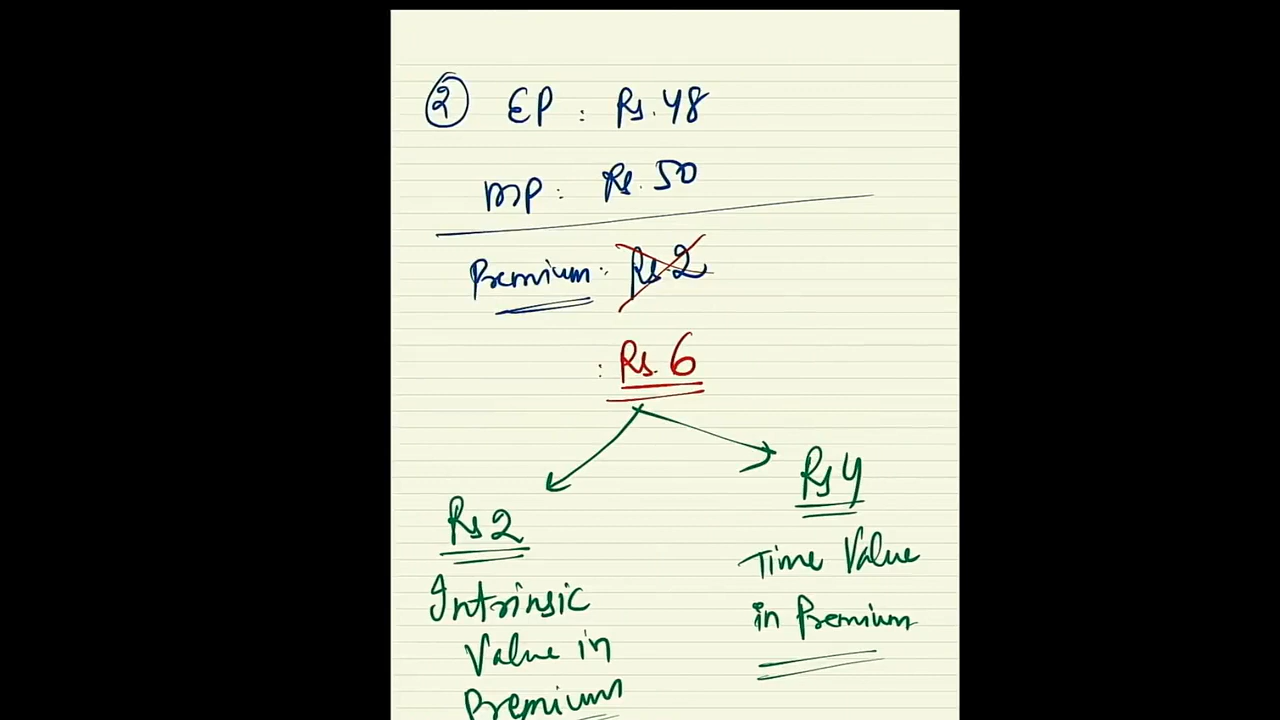 ② EP : Rs. 48
MP : Rs. 50
Premium : Rs. 2
: Rs. 6
Rs 2
Intrinsic
Value in
Premium
Rs 4
Time Value
in Premium